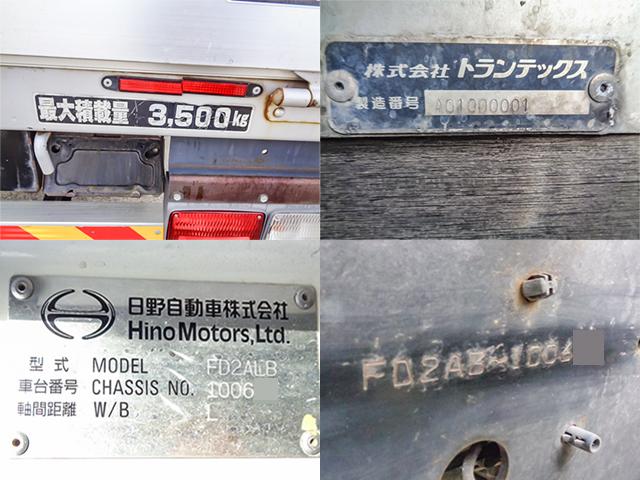 最大積載量 3,500kg
株式会社 トランテックス
製造番号 A01000001
日野自動車株式会社
Hino Motors, Ltd.
型式 MODEL FD2ALB
車台番号 CHASSIS NO. 1006
軸間距離 W/B L
FD2AB-1006